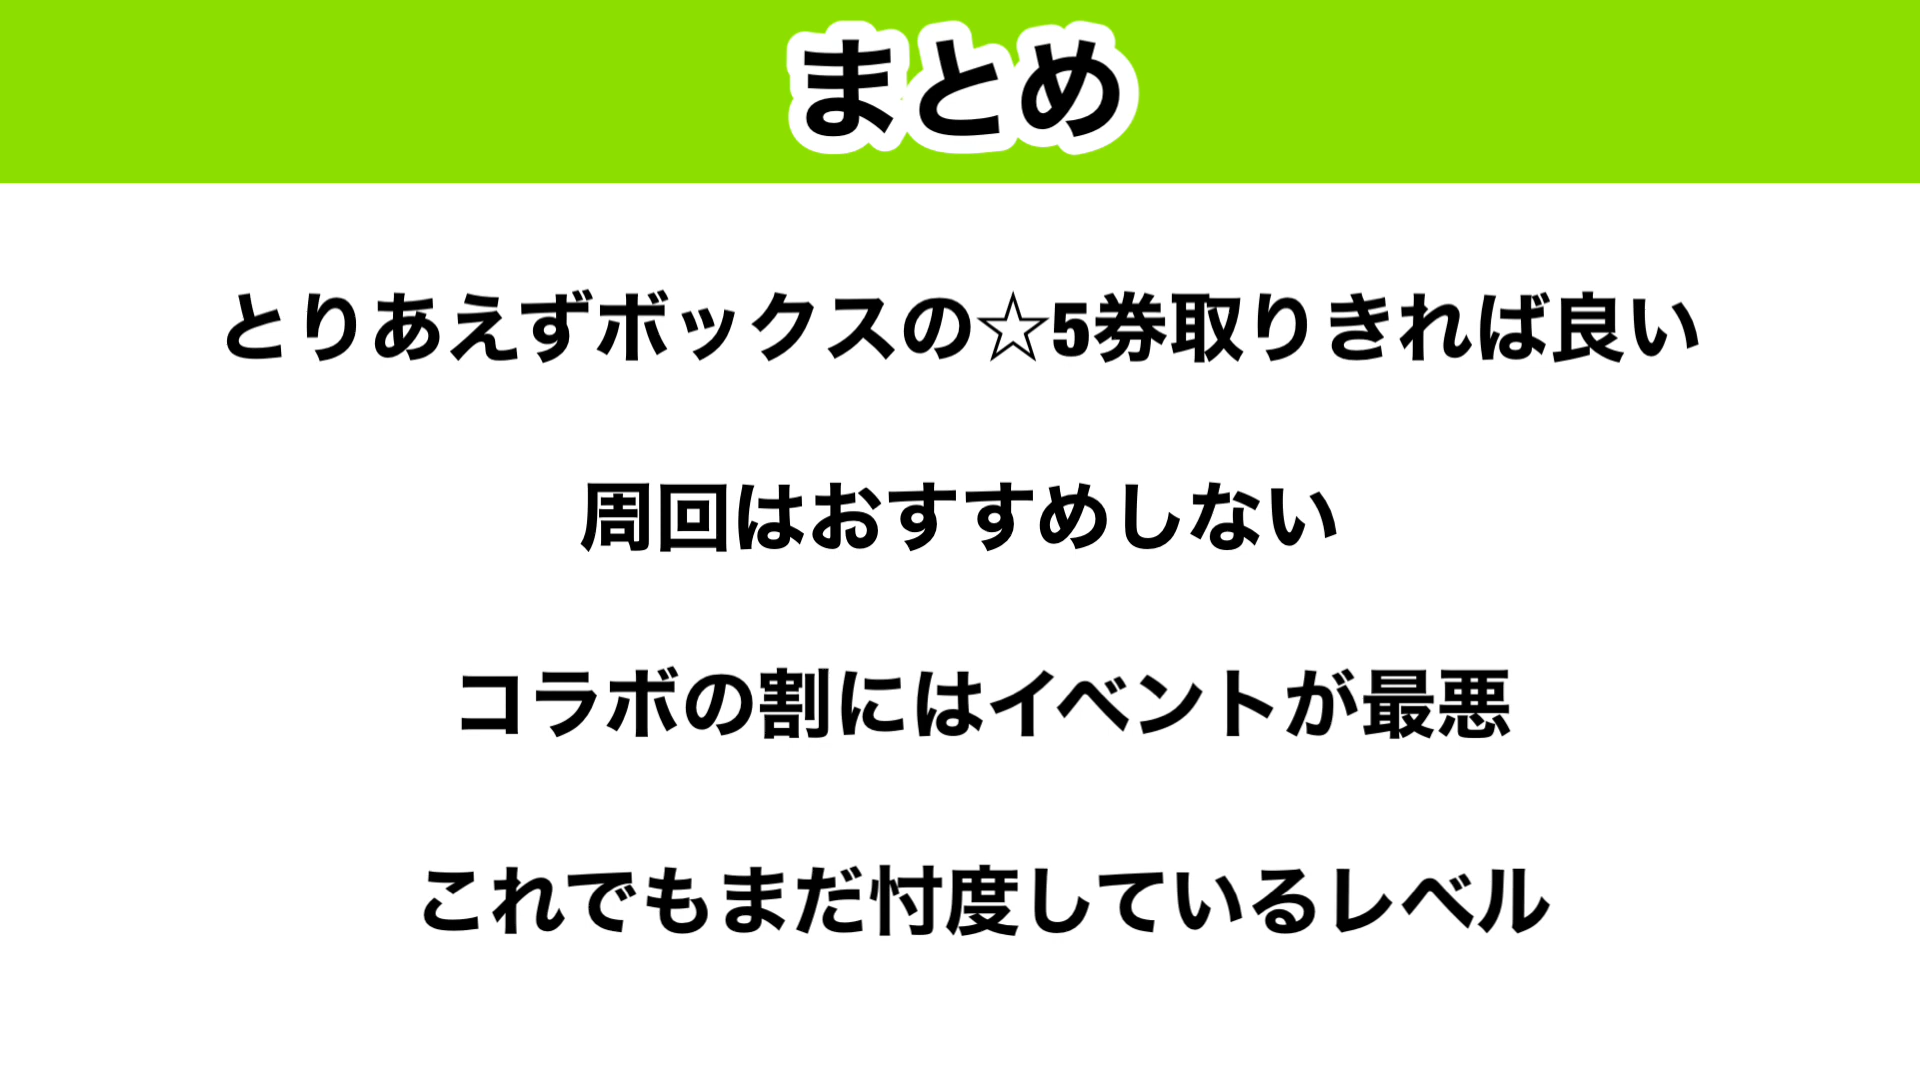 まとめ
とりあえずボックスの☆5券取りきれば良い
周回はおすすめしない
コラボの割にはイベントが最悪
これでもまだ忖度しているレベル